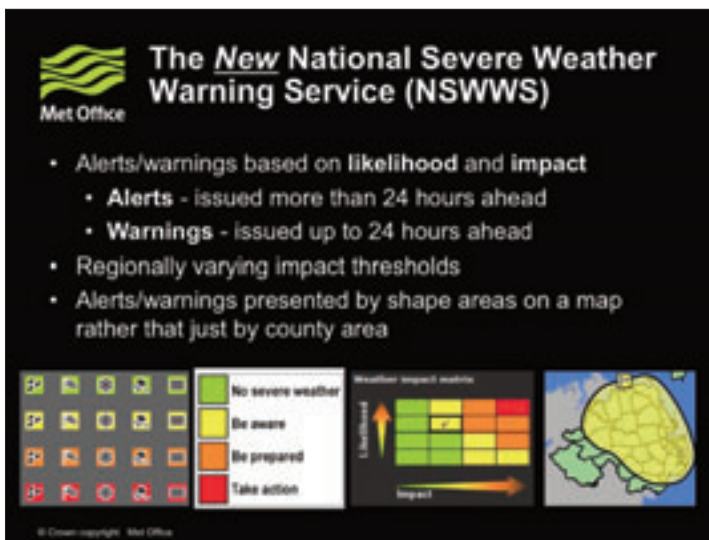 The New National Severe Weather
Warning Service (NSWWS)
Met Office
• Alerts/warnings based on likelihood and impact
• Alerts - issued more than 24 hours ahead
• Warnings - issued up to 24 hours ahead
• Regionally varying impact thresholds
• Alerts/warnings presented by shape areas on a map
rather that just by county area
No severe weather
Be aware
Be prepared
Take action
Weather impact matrix
Likelihood
Impact
© Crown copyright Met Office